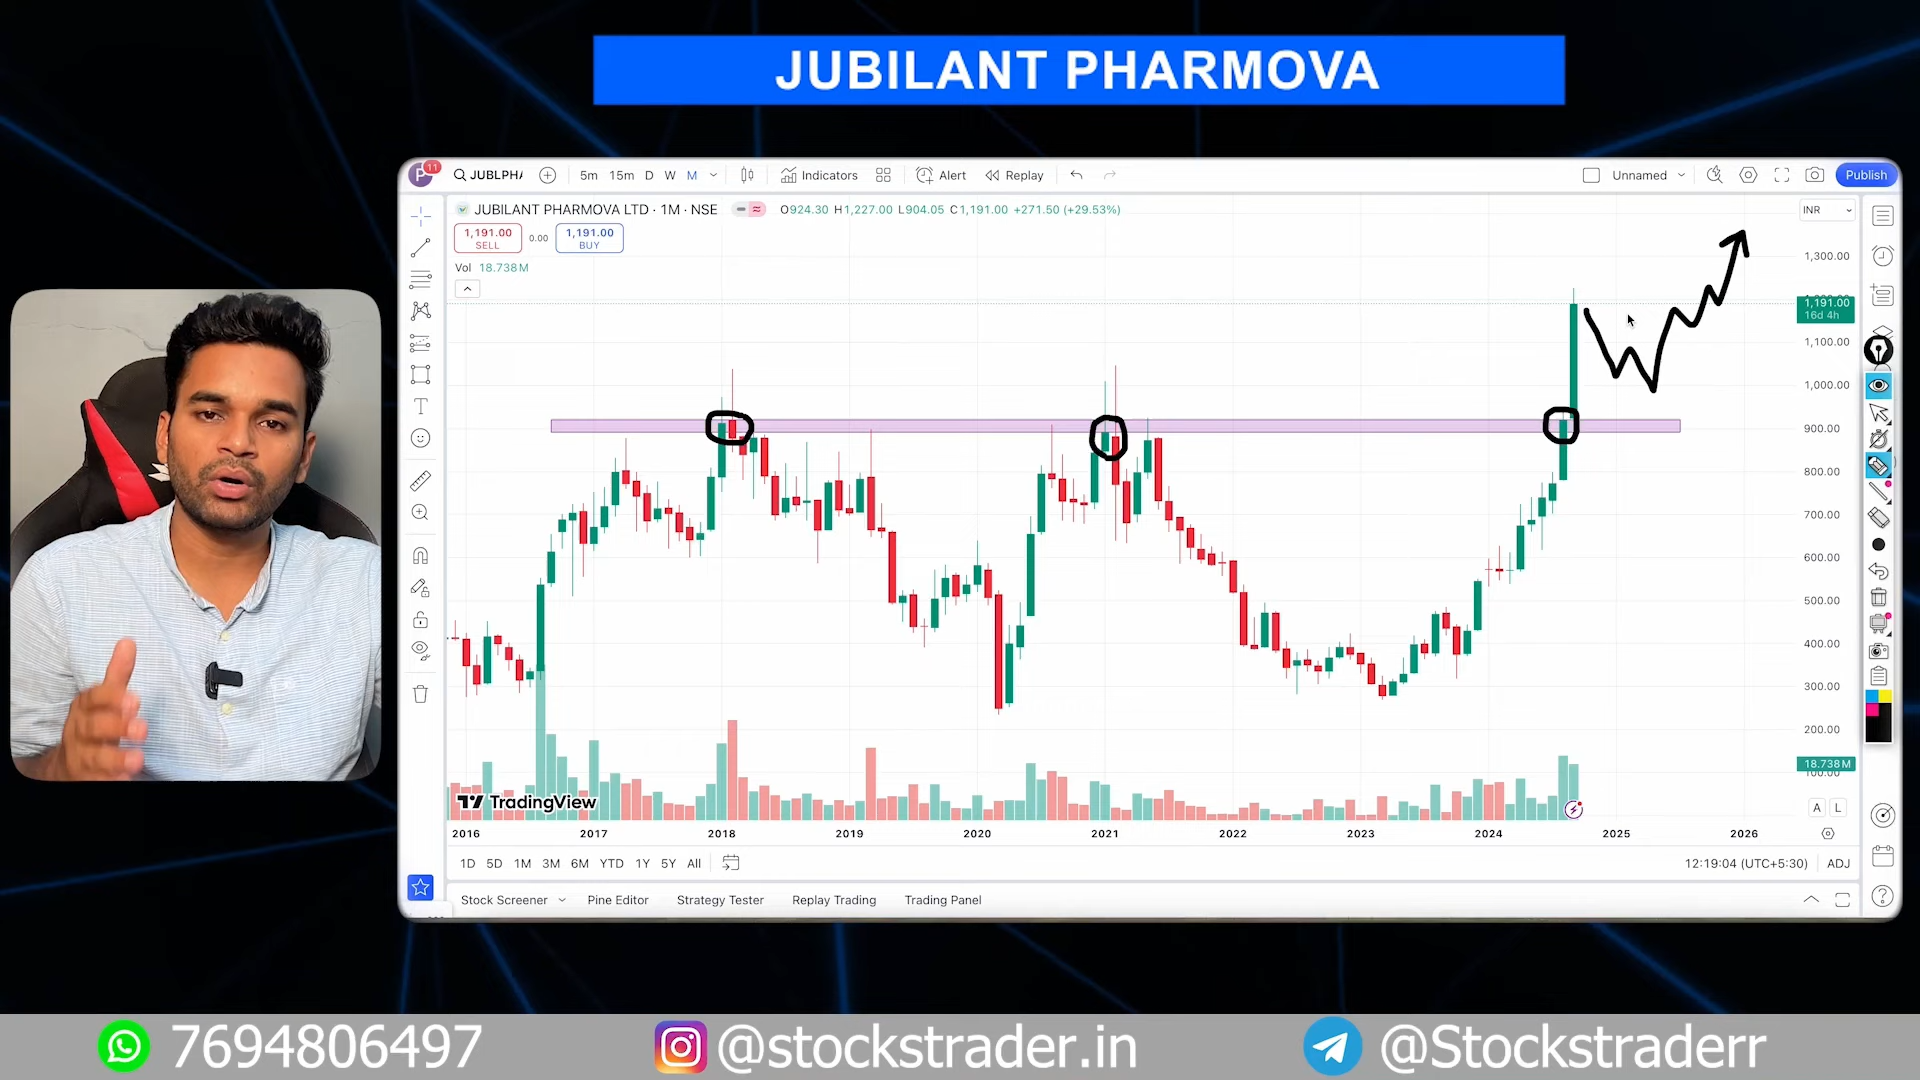 JUBILANT PHARMOVA
P 11 JUBLPH 5m 15m D W M Indicators Alert Replay Unnamed Publish
JUBILANT PHARMOVA LTD · 1M · NSE O924.30 H1,227.00 L904.05 C1,191.00 +271.50 (+29.53%) INR
1,191.00 SELL 0.00 1,191.00 BUY
Vol 18.738M
1,300.00
1,191.00
16d 4h
1,100.00
1,000.00
900.00
800.00
700.00
600.00
500.00
400.00
300.00
200.00
18.738M
100.00
TradingView
A L
2016 2017 2018 2019 2020 2021 2022 2023 2024 2025 2026
1D 5D 1M 3M 6M YTD 1Y 5Y All 12:19:04 (UTC+5:30) ADJ
Stock Screener Pine Editor Strategy Tester Replay Trading Trading Panel
7694806497 @stockstrader.in @Stockstraderr